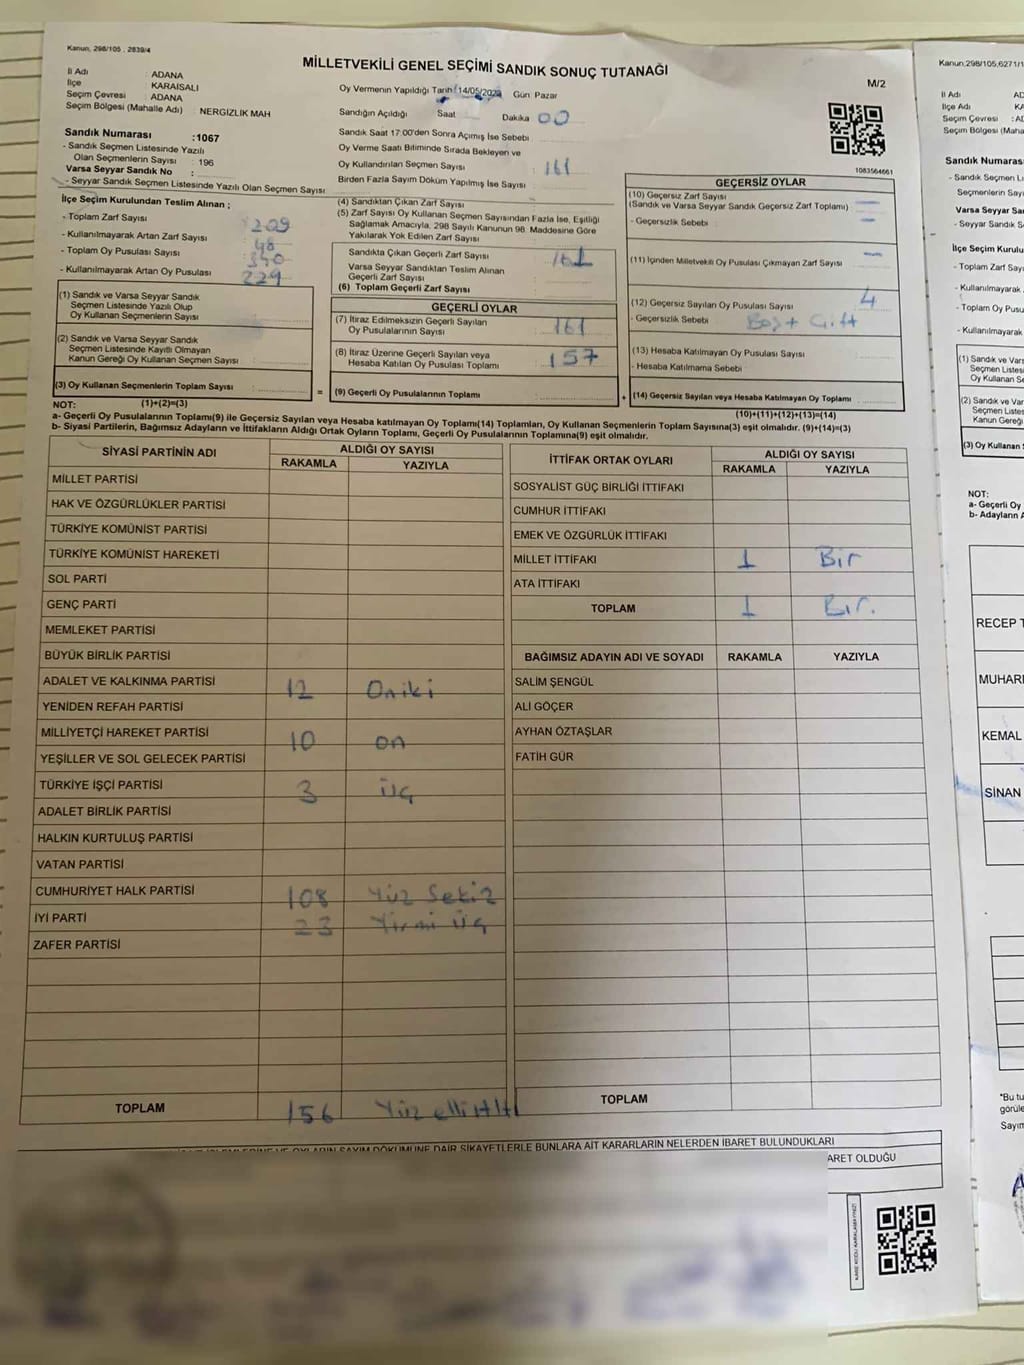 Kanun, 298/105 , 2839/4
MİLLETVEKİLİ GENEL SEÇİMİ SANDIK SONUÇ TUTANAĞI
M/2
İl Adı : ADANA
İlçe : KARAİSALI
Seçim Çevresi : ADANA
Seçim Bölgesi (Mahalle Adı) : NERGİZLİK MAH
Sandık Numarası :1067
- Sandık Seçmen Listesinde Yazılı
Olan Seçmenlerin Sayısı : 196
Varsa Seyyar Sandık No :
- Seyyar Sandık Seçmen Listesinde Yazılı Olan Seçmen Sayısı
Oy Vermenin Yapıldığı Tarih 14/05/2023 Gün Pazar
Sandığın Açıldığı Saat Dakika 00
Sandık Saat 17:00'den Sonra Açımış İse Sebebi
Oy Verme Saati Bitiminde Sırada Bekleyen ve
Oy Kullandırılan Seçmen Sayısı : 161
Birden Fazla Sayım Döküm Yapılmış İse Sayısı :
1083564661
İlçe Seçim Kurulundan Teslim Alınan ;
- Toplam Zarf Sayısı 209
- Kullanılmayarak Artan Zarf Sayısı 48
- Toplam Oy Pusulası Sayısı
- Kullanılmayarak Artan Oy Pusulası 229
(1) Sandık ve Varsa Seyyar Sandık
Seçmen Listesinde Yazılı Olup
Oy Kullanan Seçmenlerin Sayısı
(2) Sandık ve Varsa Seyyar Sandık
Seçmen Listesinde Kayıtlı Olmayan
Kanun Gereği Oy Kullanan Seçmen Sayısı
(3) Oy Kullanan Seçmenlerin Toplam Sayısı
(1)+(2)=(3)
=
(4) Sandıktan Çıkan Zarf Sayısı
(5) Zarf Sayısı Oy Kullanan Seçmen Sayısından Fazla İse, Eşitliği
Sağlamak Amacıyla, 298 Sayılı Kanunun 98. Maddesine Göre
Yakılarak Yok Edilen Zarf Sayısı
Sandıkta Çıkan Geçerli Zarf Sayısı 161
Varsa Seyyar Sandıktan Teslim Alınan
Geçerli Zarf Sayısı
(6) Toplam Geçerli Zarf Sayısı
GEÇERLİ OYLAR
(7) İtiraz Edilmeksizin Geçerli Sayılan
Oy Pusulalarının Sayısı 161
(8) İtiraz Üzerine Geçerli Sayılan veya
Hesaba Katılan Oy Pusulası Toplamı 157
(9) Geçerli Oy Pusulalarının Toplamı
+
GEÇERSİZ OYLAR
(10) Geçersiz Zarf Sayısı
(Sandık ve Varsa Seyyar Sandık Geçersiz Zarf Toplamı)
- Geçersizlik Sebebi
(11) İçinden Milletvekili Oy Pusulası Çıkmayan Zarf Sayısı
(12) Geçersiz Sayılan Oy Pusulası Sayısı 4
- Geçersizlik Sebebi Boş + Çift
(13) Hesaba Katılmayan Oy Pusulası Sayısı
- Hesaba Katılmama Sebebi
(14) Geçersiz Sayılan veya Hesaba Katılmayan Oy Toplamı
(10)+(11)+(12)+(13)=(14)
NOT:
a- Geçerli Oy Pusulalarının Toplamı(9) ile Geçersiz Sayılan veya Hesaba katılmayan Oy Toplamı(14) Toplamları, Oy Kullanan Seçmenlerin Toplam Sayısına(3) eşit olmalıdır. (9)+(14)=(3)
b- Siyasi Partilerin, Bağımsız Adayların ve İttifakların Aldığı Oy Sayıları Toplamı, Geçerli Oy Pusulalarının Toplamına(9) eşit olmalıdır.
SİYASİ PARTİNİN ADI
ALDIĞI OY SAYISI
RAKAMLA YAZIYLA
MİLLET PARTİSİ
HAK VE ÖZGÜRLÜKLER PARTİSİ
TÜRKİYE KOMÜNİST PARTİSİ
TÜRKİYE KOMÜNİST HAREKETİ
SOL PARTİ
GENÇ PARTİ
MEMLEKET PARTİSİ
BÜYÜK BİRLİK PARTİSİ
ADALET VE KALKINMA PARTİSİ 12 Oniki
YENİDEN REFAH PARTİSİ
MİLLİYETÇİ HAREKET PARTİSİ 10 on
YEŞİLLER VE SOL GELECEK PARTİSİ
TÜRKİYE İŞÇİ PARTİSİ 3 üç
ADALET BİRLİK PARTİSİ
HALKIN KURTULUŞ PARTİSİ
VATAN PARTİSİ
CUMHURİYET HALK PARTİSİ 108 Yüz Sekiz
İYİ PARTİ 23 Yirmi üç
ZAFER PARTİSİ
TOPLAM 156 Yüz elli Altı
İTTİFAK ORTAK OYLARI
ALDIĞI OY SAYISI
RAKAMLA YAZIYLA
SOSYALİST GÜÇ BİRLİĞİ İTTİFAKI
CUMHUR İTTİFAKI
EMEK VE ÖZGÜRLÜK İTTİFAKI
MİLLET İTTİFAKI 1 Bir
ATA İTTİFAKI
TOPLAM 1 Bir.
BAĞIMSIZ ADAYIN ADI VE SOYADI RAKAMLA YAZIYLA
SALİM ŞENGÜL
ALİ GÖÇER
AYHAN ÖZTAŞLAR
FATİH GÜR
TOPLAM
OYLARIN SAYIM DÖKÜMÜNE DAİR ŞİKAYETLERLE BUNLARA AİT KARARLARIN NELERDEN İBARET BULUNDUKLARI
ARET OLDUĞU
Kanun,298/105,6271/1
İl Adı : AD
İlçe Adı : KA
Seçim Çevresi : AD
Seçim Bölgesi (Maha
Sandık Numarası
- Sandık Seçmen Li
Seçmenlerin Sayısı
Varsa Seyyar Sandı
- Seyyar Sandık S
İlçe Seçim Kurulu
- Toplam Zarf Sayısı
- Kullanılmayarak
- Toplam Oy Pusu
- Kullanılmayarak
(1) Sandık ve Vars
Seçmen Listes
Oy Kullanan Se
(2) Sandık ve Vars
Seçmen Listes
Kanun Gereği
(3) Oy Kullanan S
NOT:
a- Geçerli Oy
b- Adayların A
RECEP T
MUHARR
KEMAL
SİNAN
*Bu tu
görüle
Sayım